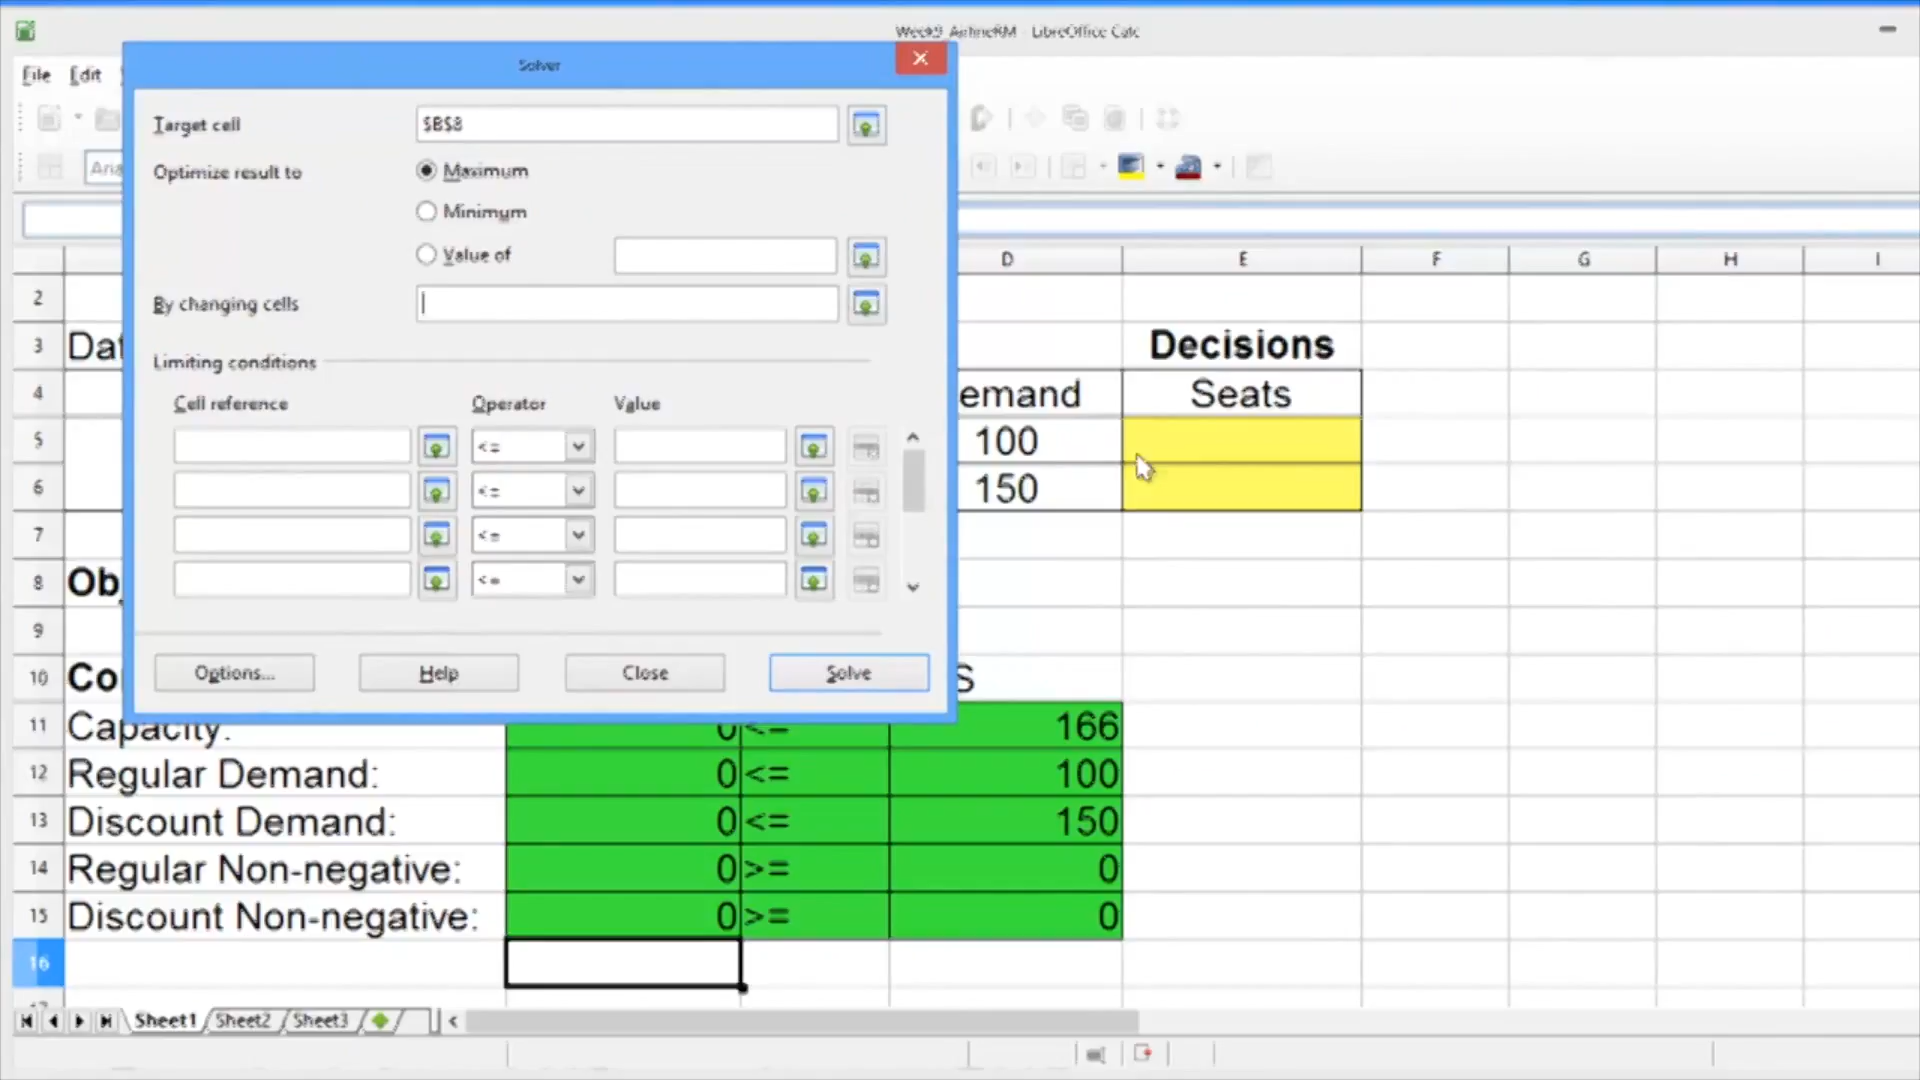 Week9_AirlineRM - LibreOffice Calc
Solver
File Edit
Target cell $B$8
Optimize result to Maximum
Minimum
Value of
By changing cells
Limiting conditions
Cell reference Operator Value
<=
<=
<=
<=
Options... Help Close Solve
D E F G H I
2
3 Dat Decisions
4 emand Seats
5 100
6 150
7
8 Obj
9
10 Co S
11 Capacity: 0 <= 166
12 Regular Demand: 0 <= 100
13 Discount Demand: 0 <= 150
14 Regular Non-negative: 0 >= 0
15 Discount Non-negative: 0 >= 0
16
Sheet1 Sheet2 Sheet3